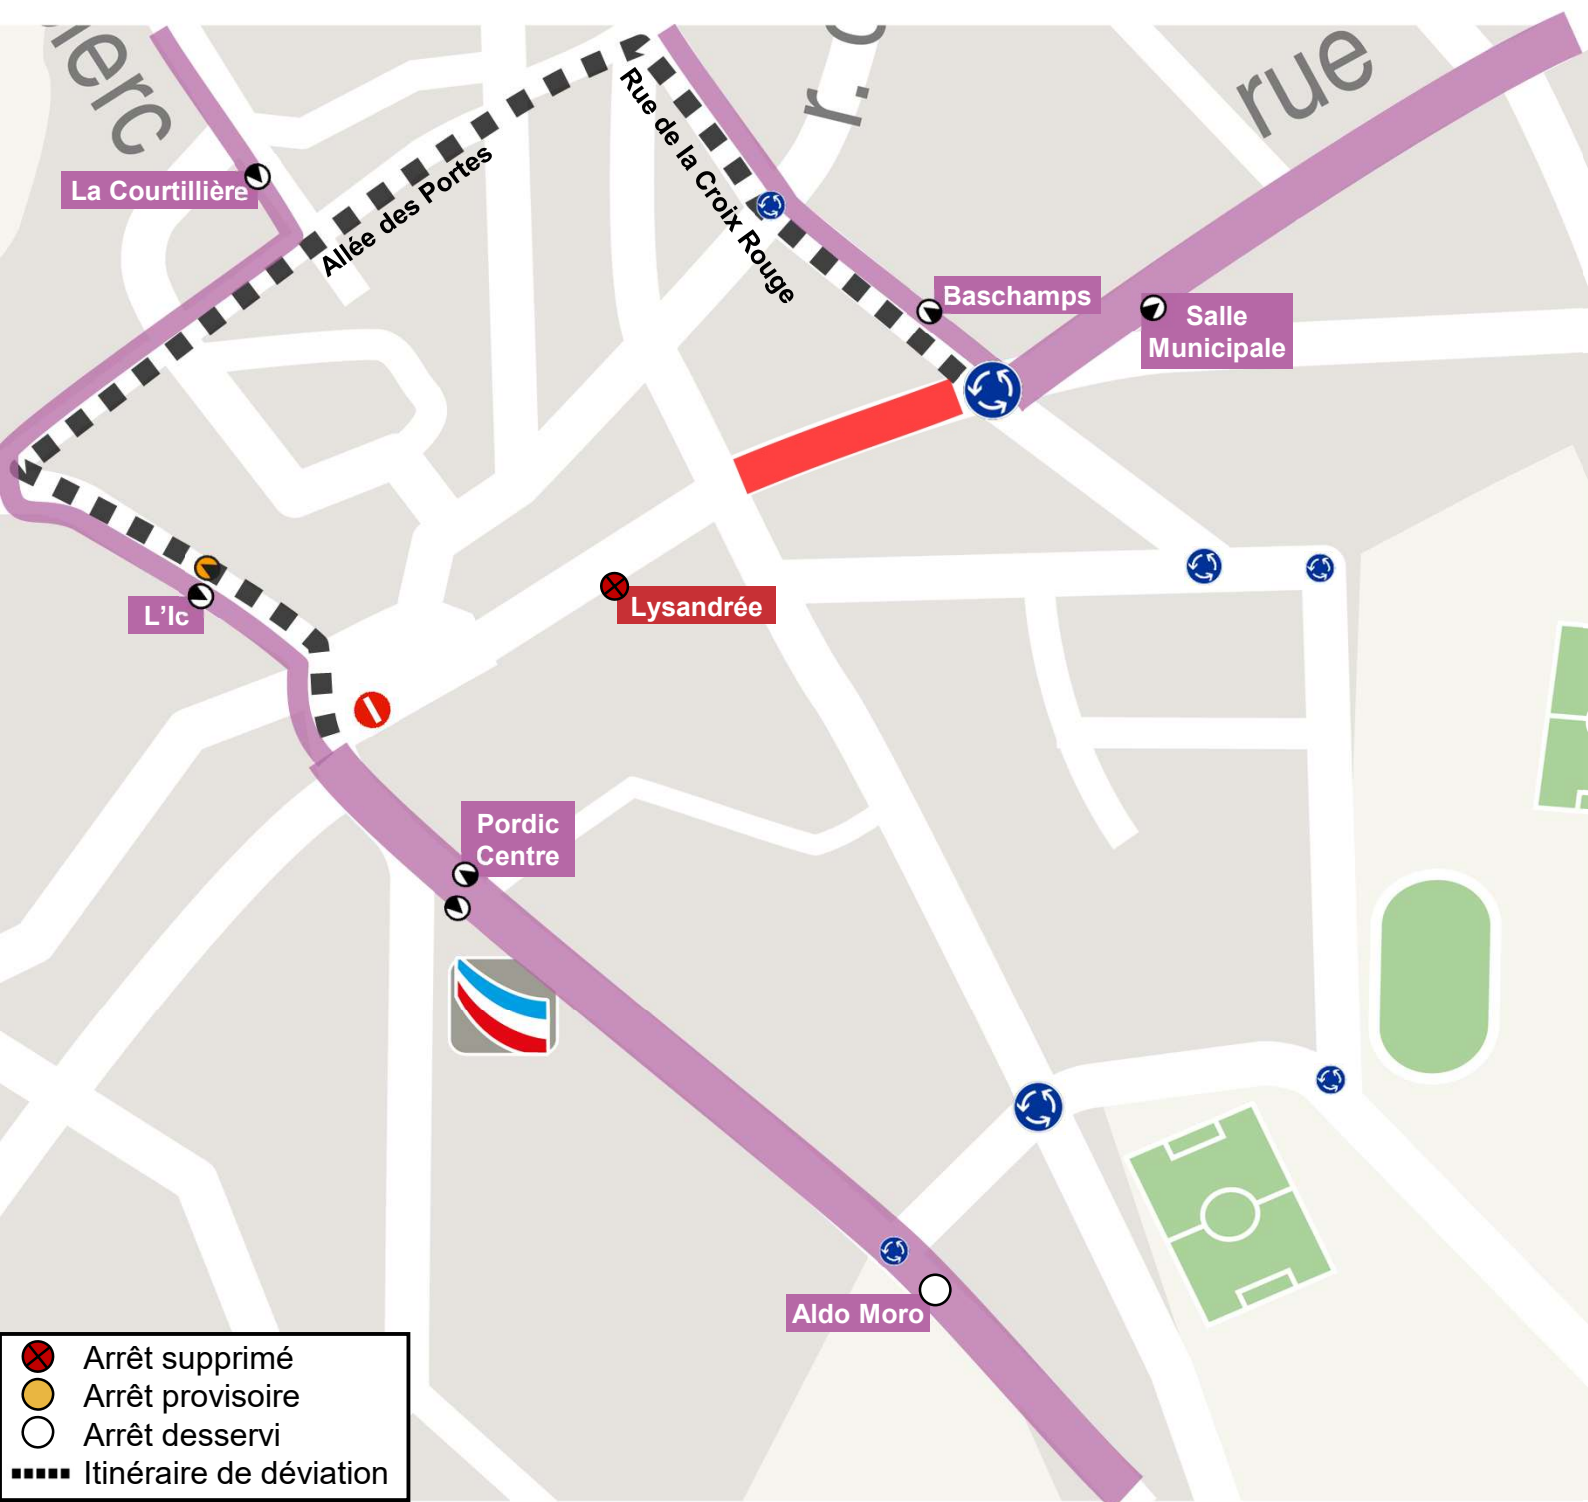 erc
r.
rue
Rue de la Croix Rouge
Allée des Portes
La Courtillière
Baschamps
Salle
Municipale
L'Ic
Lysandrée
Pordic
Centre
Aldo Moro
Arrêt supprimé
Arrêt provisoire
Arrêt desservi
Itinéraire de déviation